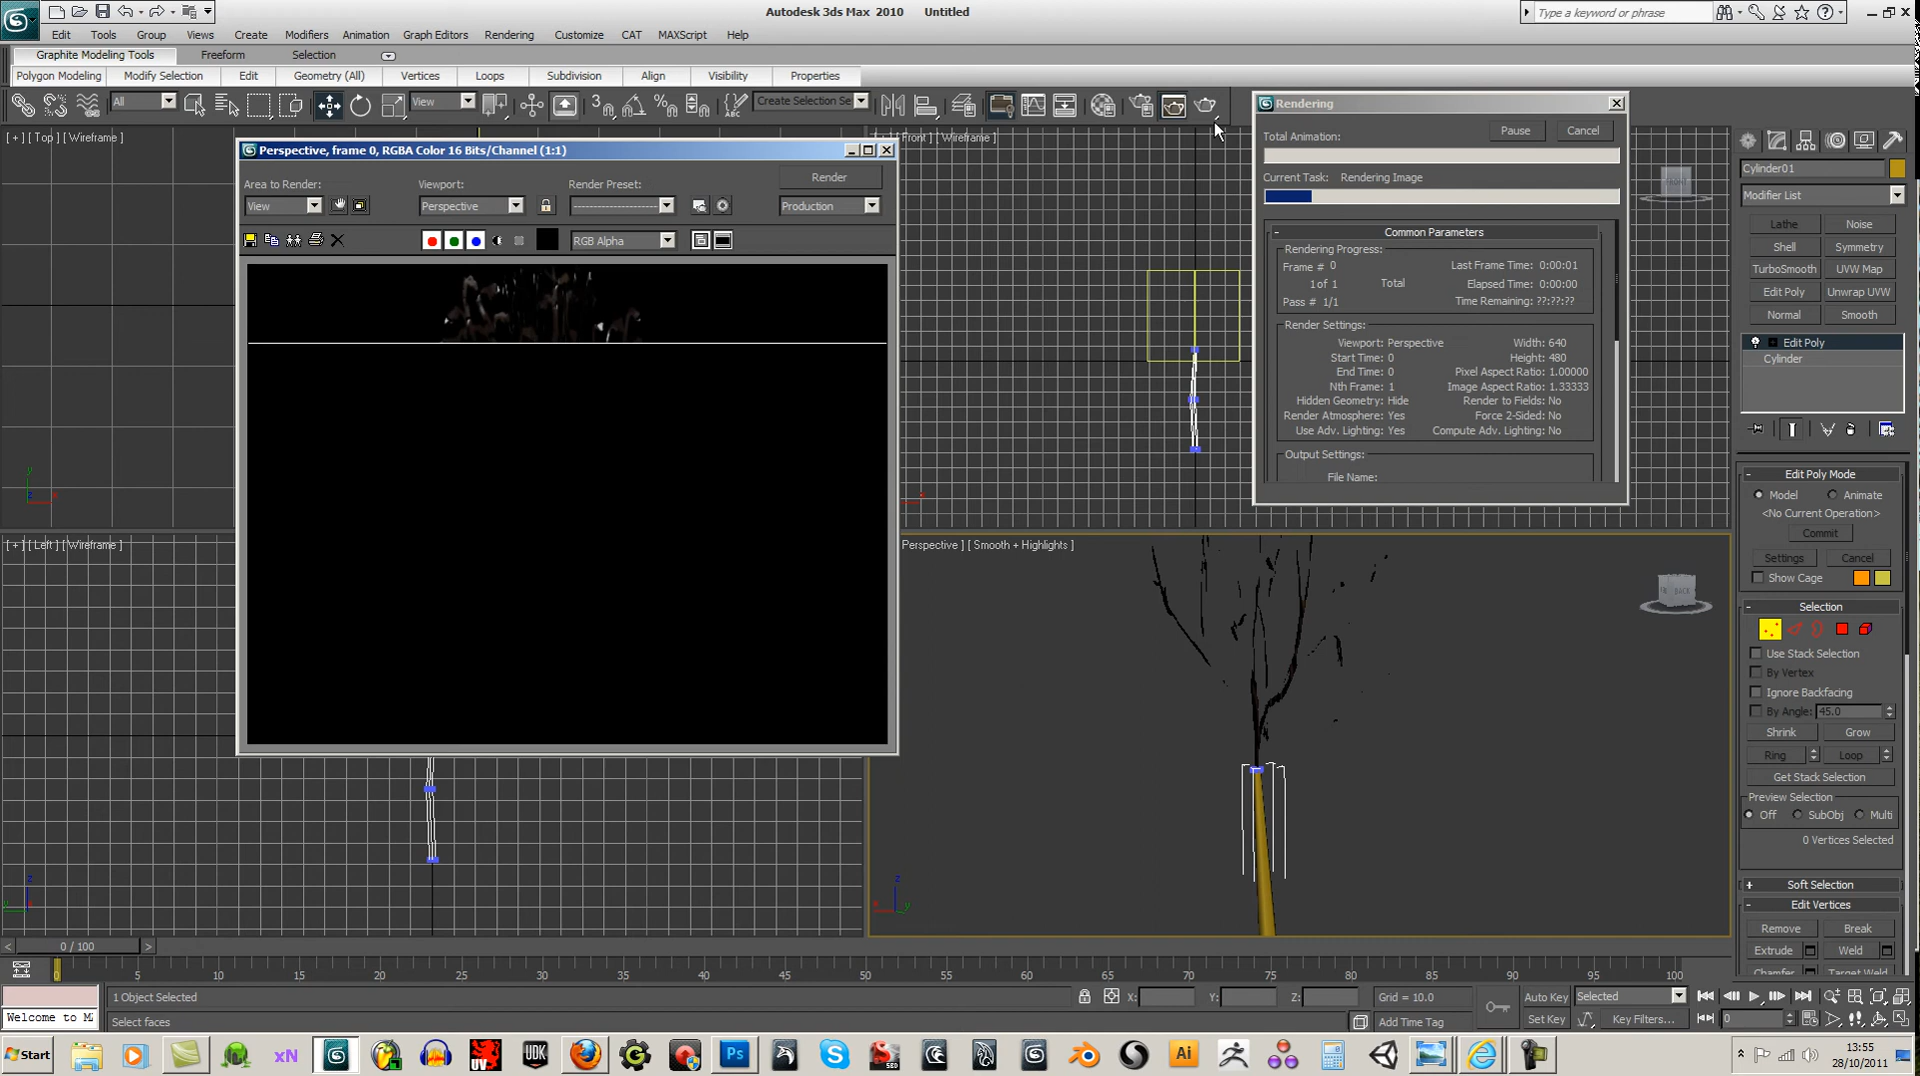 Autodesk 3ds Max 2010 Untitled
Type a keyword or phrase
Edit Tools Group Views Create Modifiers Animation Graph Editors Rendering Customize CAT MAXScript Help
Graphite Modeling Tools Freeform Selection
Polygon Modeling Modify Selection Edit Geometry (All) Vertices Loops Subdivision Align Visibility Properties
All View Create Selection Se
[ + ] [ Top ] [ Wireframe ]
Perspective, frame 0, RGBA Color 16 Bits/Channel (1:1)
Area to Render: Viewport: Render Preset: Render
View Perspective Production
RGB Alpha
Front ] [ Wireframe ]
Rendering
Total Animation: Pause Cancel
Current Task: Rendering Image
Common Parameters
Rendering Progress:
Frame # 0 Last Frame Time: 0:00:01
1 of 1 Total Elapsed Time: 0:00:00
Pass # 1/1 Time Remaining: ??:??:??
Render Settings:
Viewport: Perspective Width: 640
Start Time: 0 Height: 480
End Time: 0 Pixel Aspect Ratio: 1.00000
Nth Frame: 1 Image Aspect Ratio: 1.33333
Hidden Geometry: Hide Render to Fields: No
Render Atmosphere: Yes Force 2-Sided: No
Use Adv. Lighting: Yes Compute Adv. Lighting: No
Output Settings:
File Name:
FRONT
Cylinder01
Modifier List
Lathe Noise
Shell Symmetry
TurboSmooth UVW Map
Edit Poly Unwrap UVW
Normal Smooth
Edit Poly
Cylinder
Edit Poly Mode
Model Animate
<No Current Operation>
Commit
Settings Cancel
Show Cage
Selection
Use Stack Selection
By Vertex
Ignore Backfacing
By Angle: 45.0
Shrink Grow
Ring Loop
Get Stack Selection
Preview Selection
Off SubObj Multi
0 Vertices Selected
Soft Selection
Edit Vertices
Remove Break
Extrude Weld
Chamfer Target Weld
[ + ] [ Left ] [ Wireframe ]
Perspective ] [ Smooth + Highlights ]
BACK
0 / 100
0 5 10 15 20 25 30 35 40 45 50 55 60 65 70 75 80 85 90 95 100
1 Object Selected X: Y: Z: Grid = 10.0 Auto Key Selected
Welcome to M Select faces Add Time Tag Set Key Key Filters... 0
Start xN UDK Ps Ai
13:55
28/10/2011